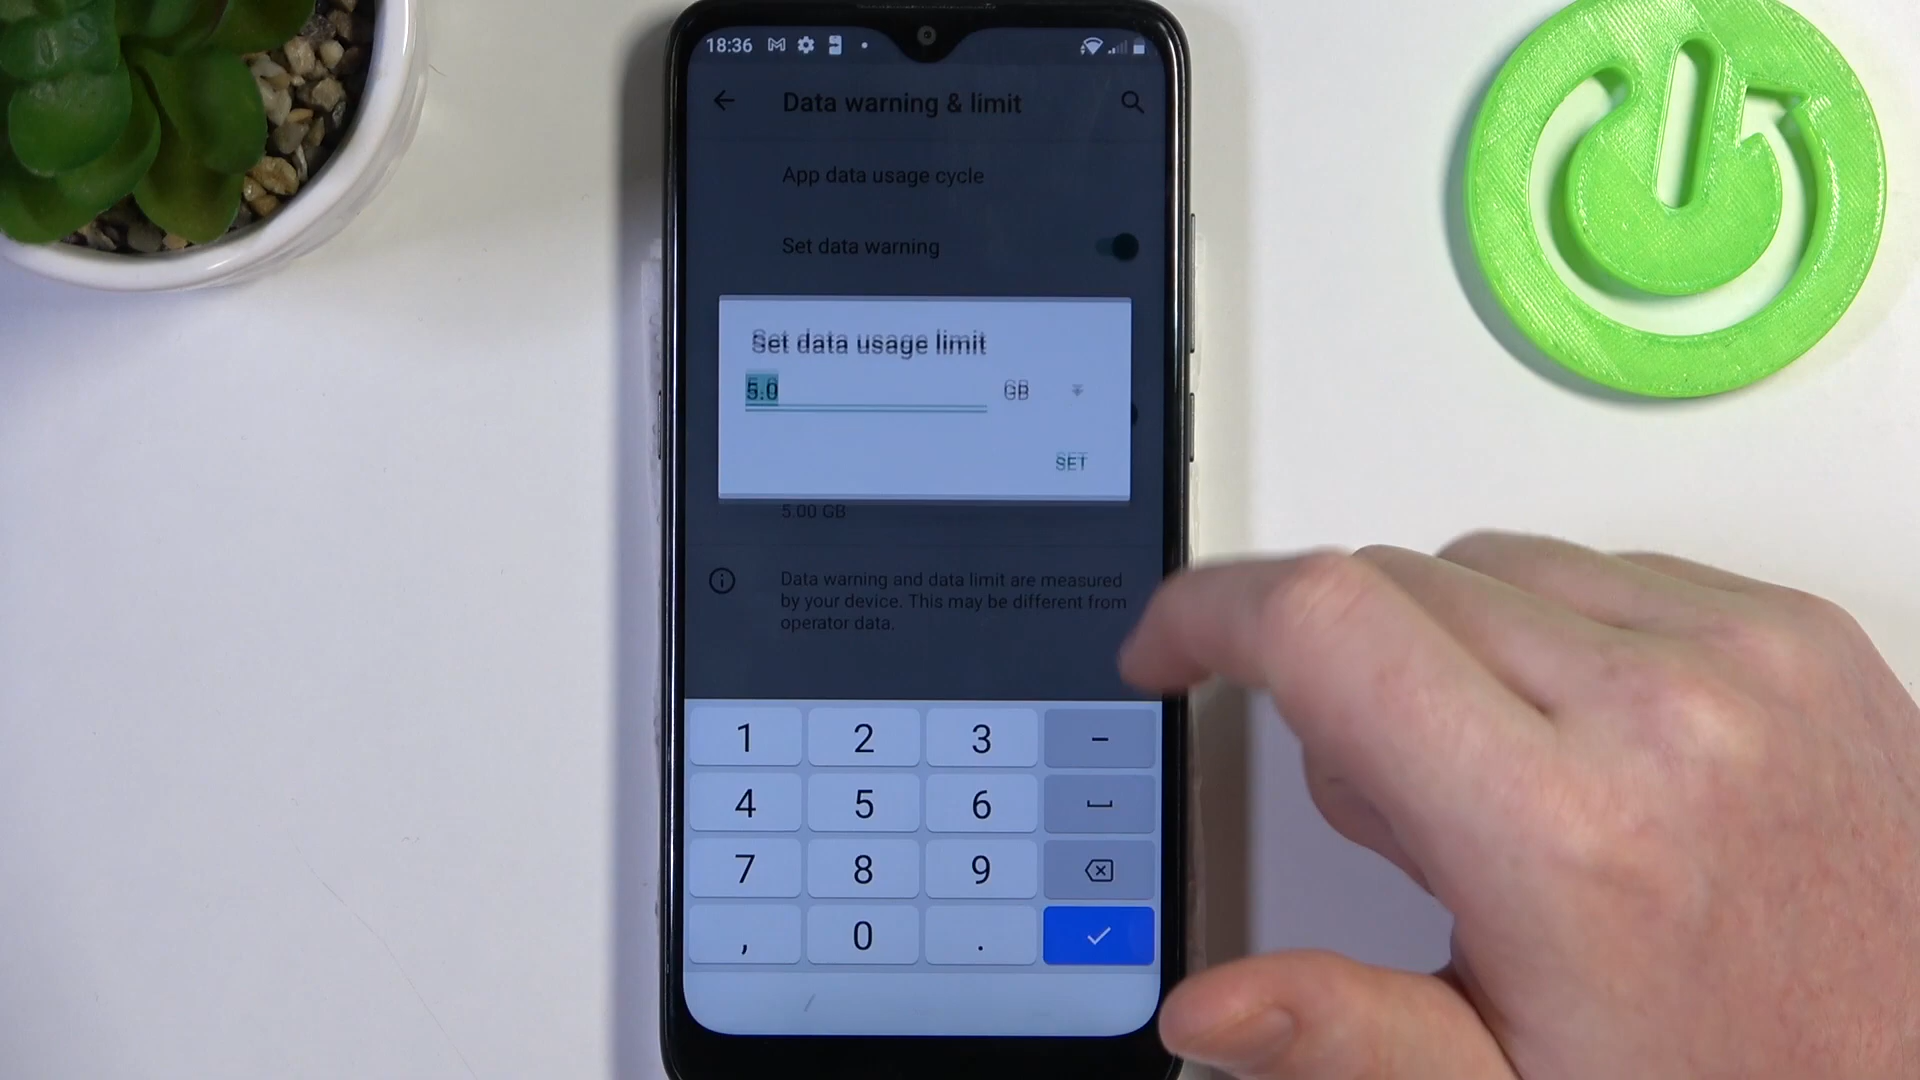 18:36
Data warning & limit
App data usage cycle
Set data warning
Set data usage limit
5.0 GB
SET
5.00 GB
Data warning and data limit are measured
by your device. This may be different from
operator data.
1 2 3 -
4 5 6
7 8 9
, 0 .